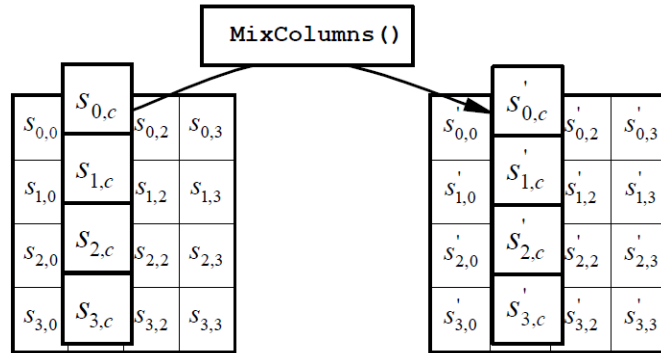 MixColumns()
s0,0 s0,c s0,2 s0,3 s'0,0 s'0,c s'0,2 s'0,3
s1,0 s1,c s1,2 s1,3 s'1,0 s'1,c s'1,2 s'1,3
s2,0 s2,c s2,2 s2,3 s'2,0 s'2,c s'2,2 s'2,3
s3,0 s3,c s3,2 s3,3 s'3,0 s'3,c s'3,2 s'3,3